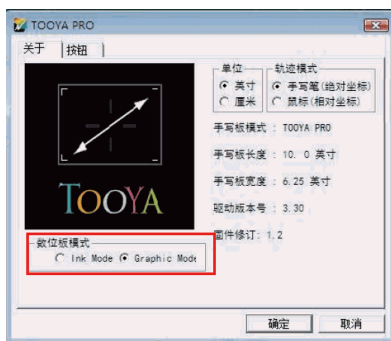 TOOYA PRO
关于 按钮
单位
英寸
厘米
轨迹模式
手写笔(绝对坐标)
鼠标(相对坐标)
手写板模式 : TOOYA PRO
手写板长度 : 10. 0 英寸
手写板宽度 : 6.25 英寸
驱动版本号 : 3.30
固件修订: 1.2
TOOYA
数位板模式
Ink Mode Graphic Mode
确定 取消